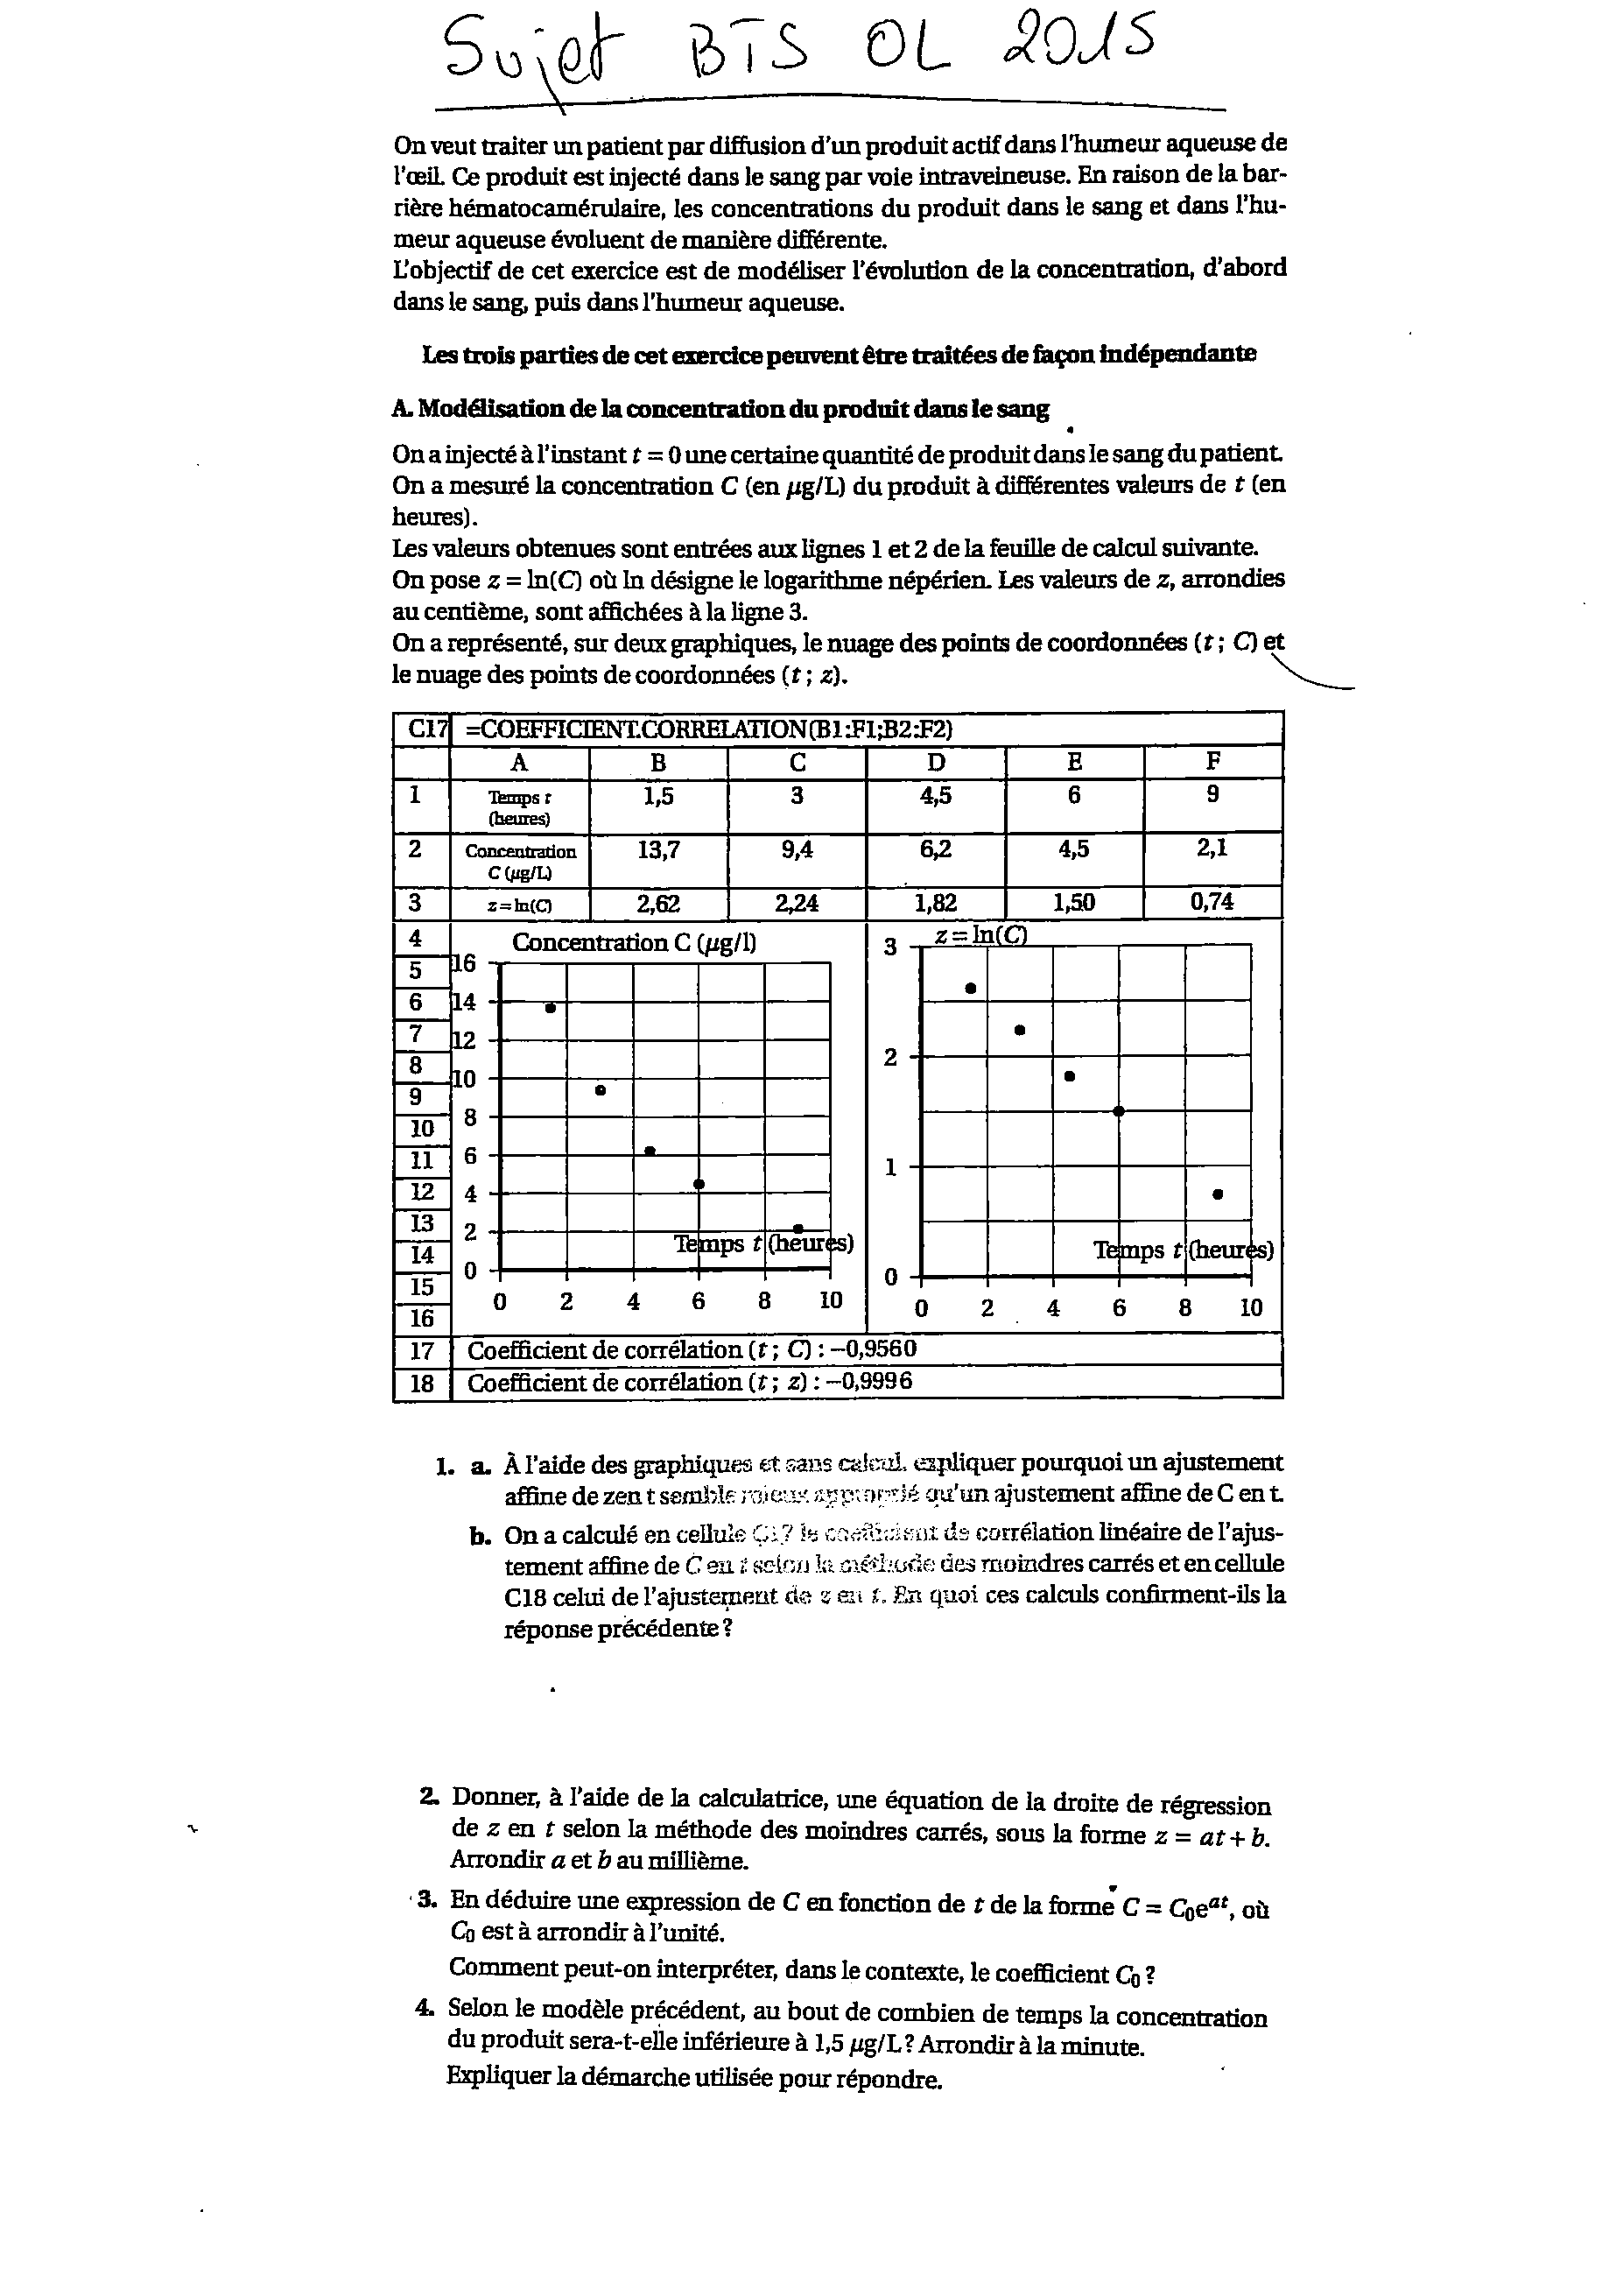 Sujet BTS OL 2015
On veut traiter un patient par diffusion d'un produit actif dans l'humeur aqueuse de
l'œil. Ce produit est injecté dans le sang par voie intraveineuse. En raison de la bar-
rière hématocamérulaire, les concentrations du produit dans le sang et dans l'hu-
meur aqueuse évoluent de manière différente.
L'objectif de cet exercice est de modéliser l'évolution de la concentration, d'abord
dans le sang, puis dans l'humeur aqueuse.
Les trois parties de cet exercice peuvent être traitées de façon indépendante
A. Modélisation de la concentration du produit dans le sang
On a injecté à l'instant t = 0 une certaine quantité de produit dans le sang du patient.
On a mesuré la concentration C (en µg/L) du produit à différentes valeurs de t (en
heures).
Les valeurs obtenues sont entrées aux lignes 1 et 2 de la feuille de calcul suivante.
On pose z = ln(C) où ln désigne le logarithme népérien. Les valeurs de z, arrondies
au centième, sont affichées à la ligne 3.
On a représenté, sur deux graphiques, le nuage des points de coordonnées (t ; C) et
le nuage des points de coordonnées (t ; z).
C17 =COEFFICIENT.CORRELATION(B1:F1;B2:F2)
A B C D E F
1 Temps t (heures) 1,5 3 4,5 6 9
2 Concentration C (µg/L) 13,7 9,4 6,2 4,5 2,1
3 z = ln(C) 2,62 2,24 1,82 1,50 0,74
4
5
6
7
8
9
10
11
12
13
14
15
16
Concentration C (µg/l)
16
14
12
10
8
6
4
2
0
Temps t (heures)
0 2 4 6 8 10
z = ln(C)
3
2
1
0
Temps t (heures)
0 2 4 6 8 10
17 Coefficient de corrélation (t ; C) : –0,9560
18 Coefficient de corrélation (t ; z) : –0,9996
1. a. À l'aide des graphiques et sans calcul, expliquer pourquoi un ajustement
affine de z en t semble mieux approprié qu'un ajustement affine de C en t.
b. On a calculé en cellule C17 le coefficient de corrélation linéaire de l'ajus-
tement affine de C en t selon la méthode des moindres carrés et en cellule
C18 celui de l'ajustement de z en t. En quoi ces calculs confirment-ils la
réponse précédente ?
2. Donner, à l'aide de la calculatrice, une équation de la droite de régression
de z en t selon la méthode des moindres carrés, sous la forme z = at + b.
Arrondir a et b au millième.
3. En déduire une expression de C en fonction de t de la forme C = C₀eᵃᵗ, où
C₀ est à arrondir à l'unité.
Comment peut-on interpréter, dans le contexte, le coefficient C₀ ?
4. Selon le modèle précédent, au bout de combien de temps la concentration
du produit sera-t-elle inférieure à 1,5 µg/L ? Arrondir à la minute.
Expliquer la démarche utilisée pour répondre.